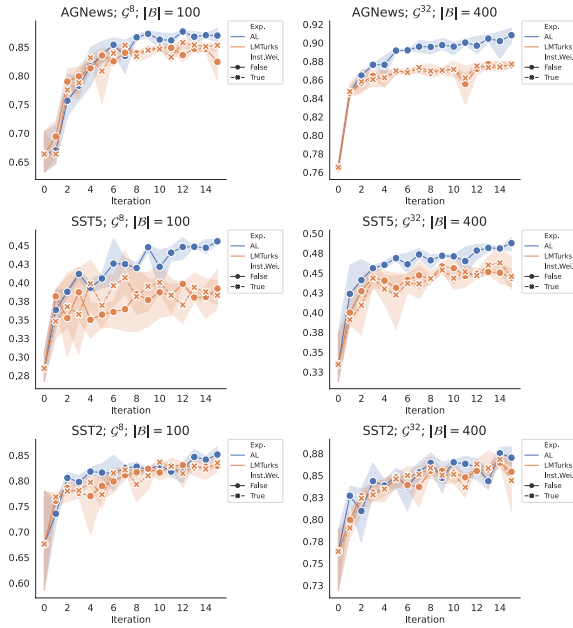 AGNews; 𝒢⁸; |ℬ| = 100
0.85
0.80
0.75
0.70
0.65
0 2 4 6 8 10 12 14
Iteration
Exp.
AL
LMTurks
Inst.Wei.
False
True
AGNews; 𝒢³²; |ℬ| = 400
0.92
0.90
0.88
0.86
0.84
0.82
0.80
0.78
0.76
0 2 4 6 8 10 12 14
Iteration
Exp.
AL
LMTurks
Inst.Wei.
False
True
SST5; 𝒢⁸; |ℬ| = 100
0.45
0.43
0.40
0.38
0.35
0.33
0.30
0.28
0 2 4 6 8 10 12 14
Iteration
Exp.
AL
LMTurks
Inst.Wei.
False
True
SST5; 𝒢³²; |ℬ| = 400
0.50
0.48
0.45
0.43
0.40
0.38
0.35
0.33
0 2 4 6 8 10 12 14
Iteration
Exp.
AL
LMTurks
Inst.Wei.
False
True
SST2; 𝒢⁸; |ℬ| = 100
0.85
0.80
0.75
0.70
0.65
0.60
0 2 4 6 8 10 12 14
Iteration
Exp.
AL
LMTurks
Inst.Wei.
False
True
SST2; 𝒢³²; |ℬ| = 400
0.88
0.85
0.83
0.80
0.78
0.75
0.73
0 2 4 6 8 10 12 14
Iteration
Exp.
AL
LMTurks
Inst.Wei.
False
True